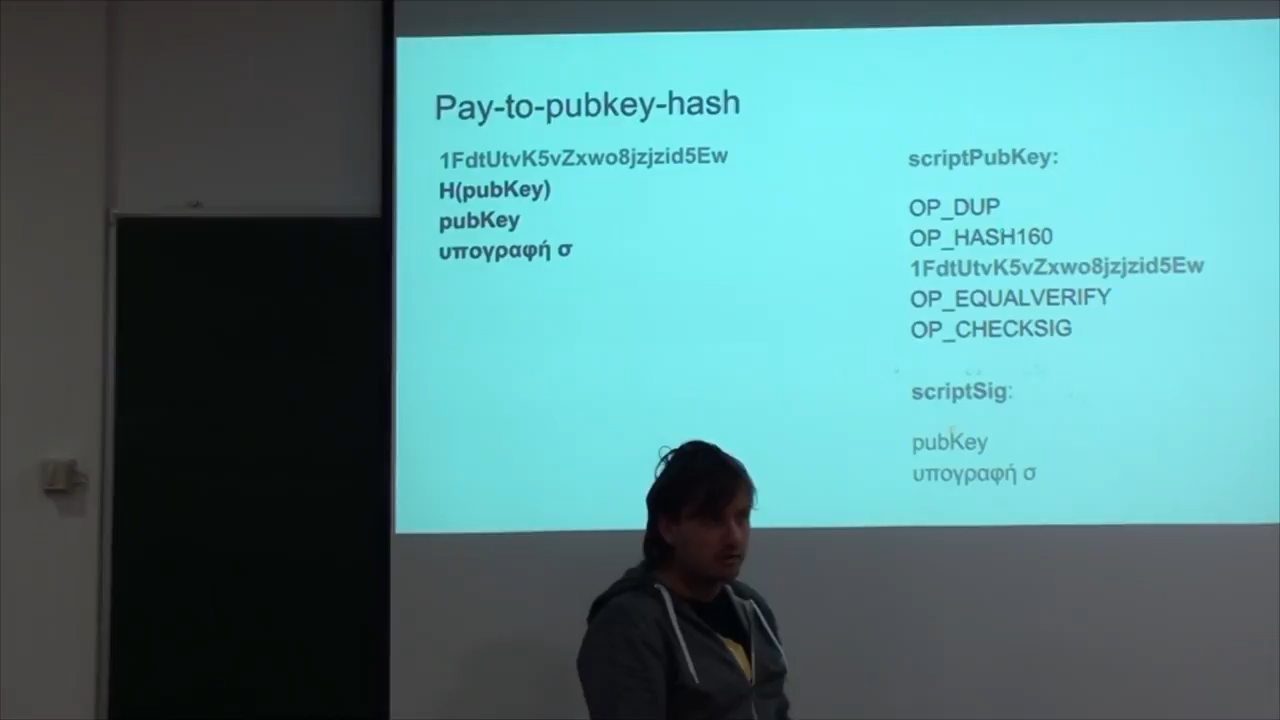 Pay-to-pubkey-hash
1FdtUtvK5vZxwo8jzjzid5Ew
H(pubKey)
pubKey
υπογραφή σ
scriptPubKey:
OP_DUP
OP_HASH160
1FdtUtvK5vZxwo8jzjzid5Ew
OP_EQUALVERIFY
OP_CHECKSIG
scriptSig:
pubKey
υπογραφή σ